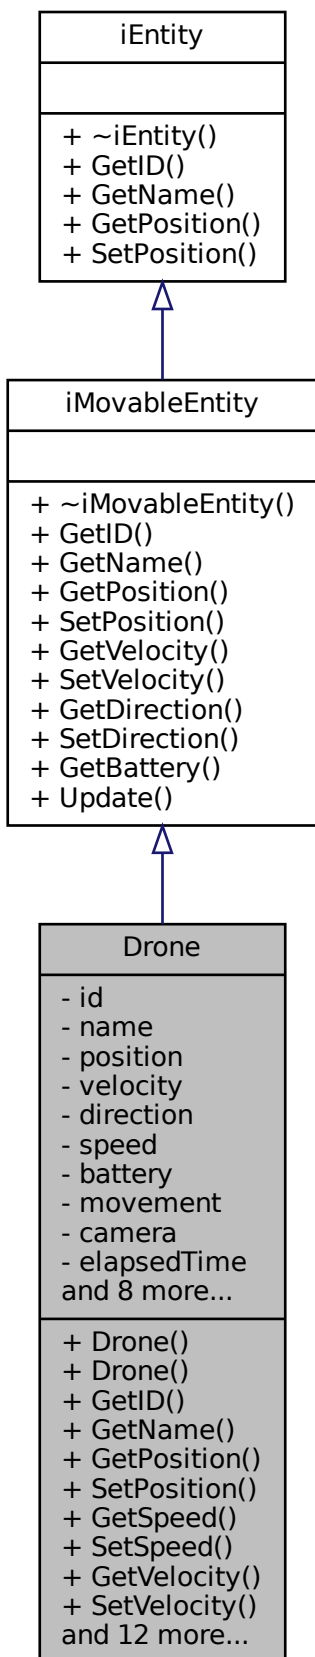 iEntity
+ ~iEntity()
+ GetID()
+ GetName()
+ GetPosition()
+ SetPosition()
iMovableEntity
+ ~iMovableEntity()
+ GetID()
+ GetName()
+ GetPosition()
+ SetPosition()
+ GetVelocity()
+ SetVelocity()
+ GetDirection()
+ SetDirection()
+ GetBattery()
+ Update()
Drone
- id
- name
- position
- velocity
- direction
- speed
- battery
- movement
- camera
- elapsedTime
and 8 more...
+ Drone()
+ Drone()
+ GetID()
+ GetName()
+ GetPosition()
+ SetPosition()
+ GetSpeed()
+ SetSpeed()
+ GetVelocity()
+ SetVelocity()
and 12 more...